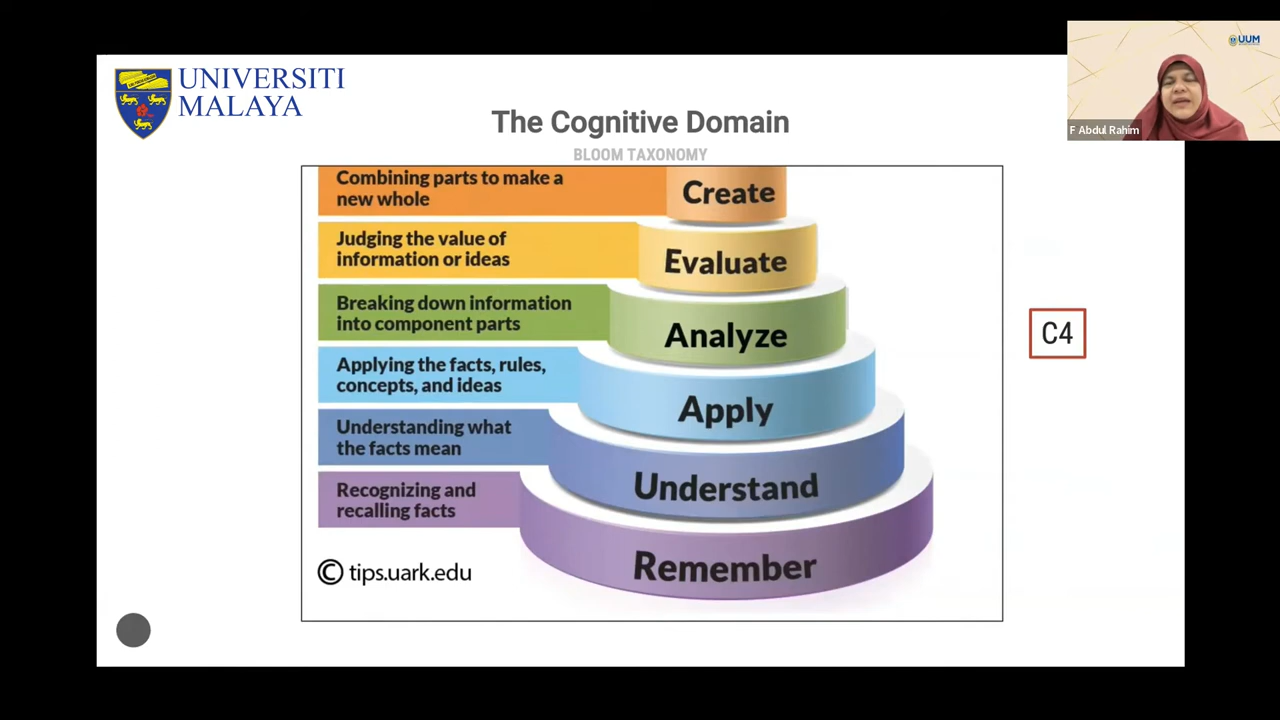 UNIVERSITI
MALAYA
UUM
F Abdul Rahim
The Cognitive Domain
BLOOM TAXONOMY
Combining parts to make a
new whole
Create
Judging the value of
information or ideas
Evaluate
Breaking down information
into component parts
Analyze
C4
Applying the facts, rules,
concepts, and ideas
Apply
Understanding what
the facts mean
Understand
Recognizing and
recalling facts
Remember
© tips.uark.edu